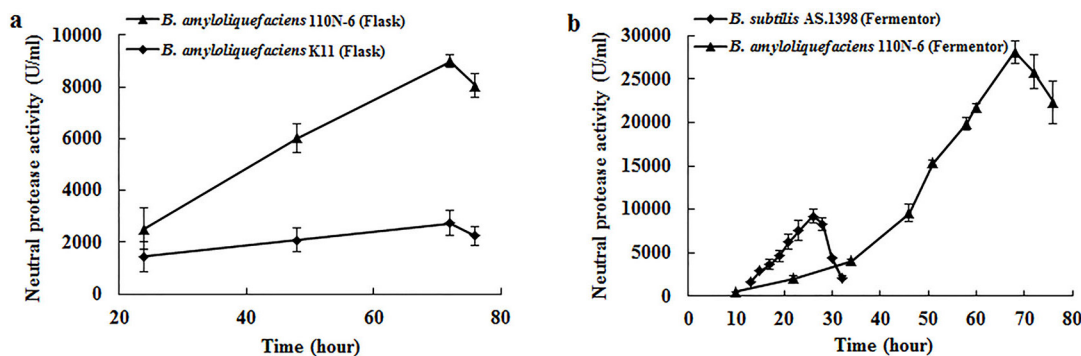 a
B. amyloliquefaciens 110N-6 (Flask)
B. amyloliquefaciens K11 (Flask)
Neutral protease activity (U/ml)
10000
8000
6000
4000
2000
0
20
40
60
80
Time (hour)
b
B. subtilis AS.1398 (Fermentor)
B. amyloliquefaciens 110N-6 (Fermentor)
Neutral protease activity (U/ml)
30000
25000
20000
15000
10000
5000
0
0
10
20
30
40
50
60
70
80
Time (hour)